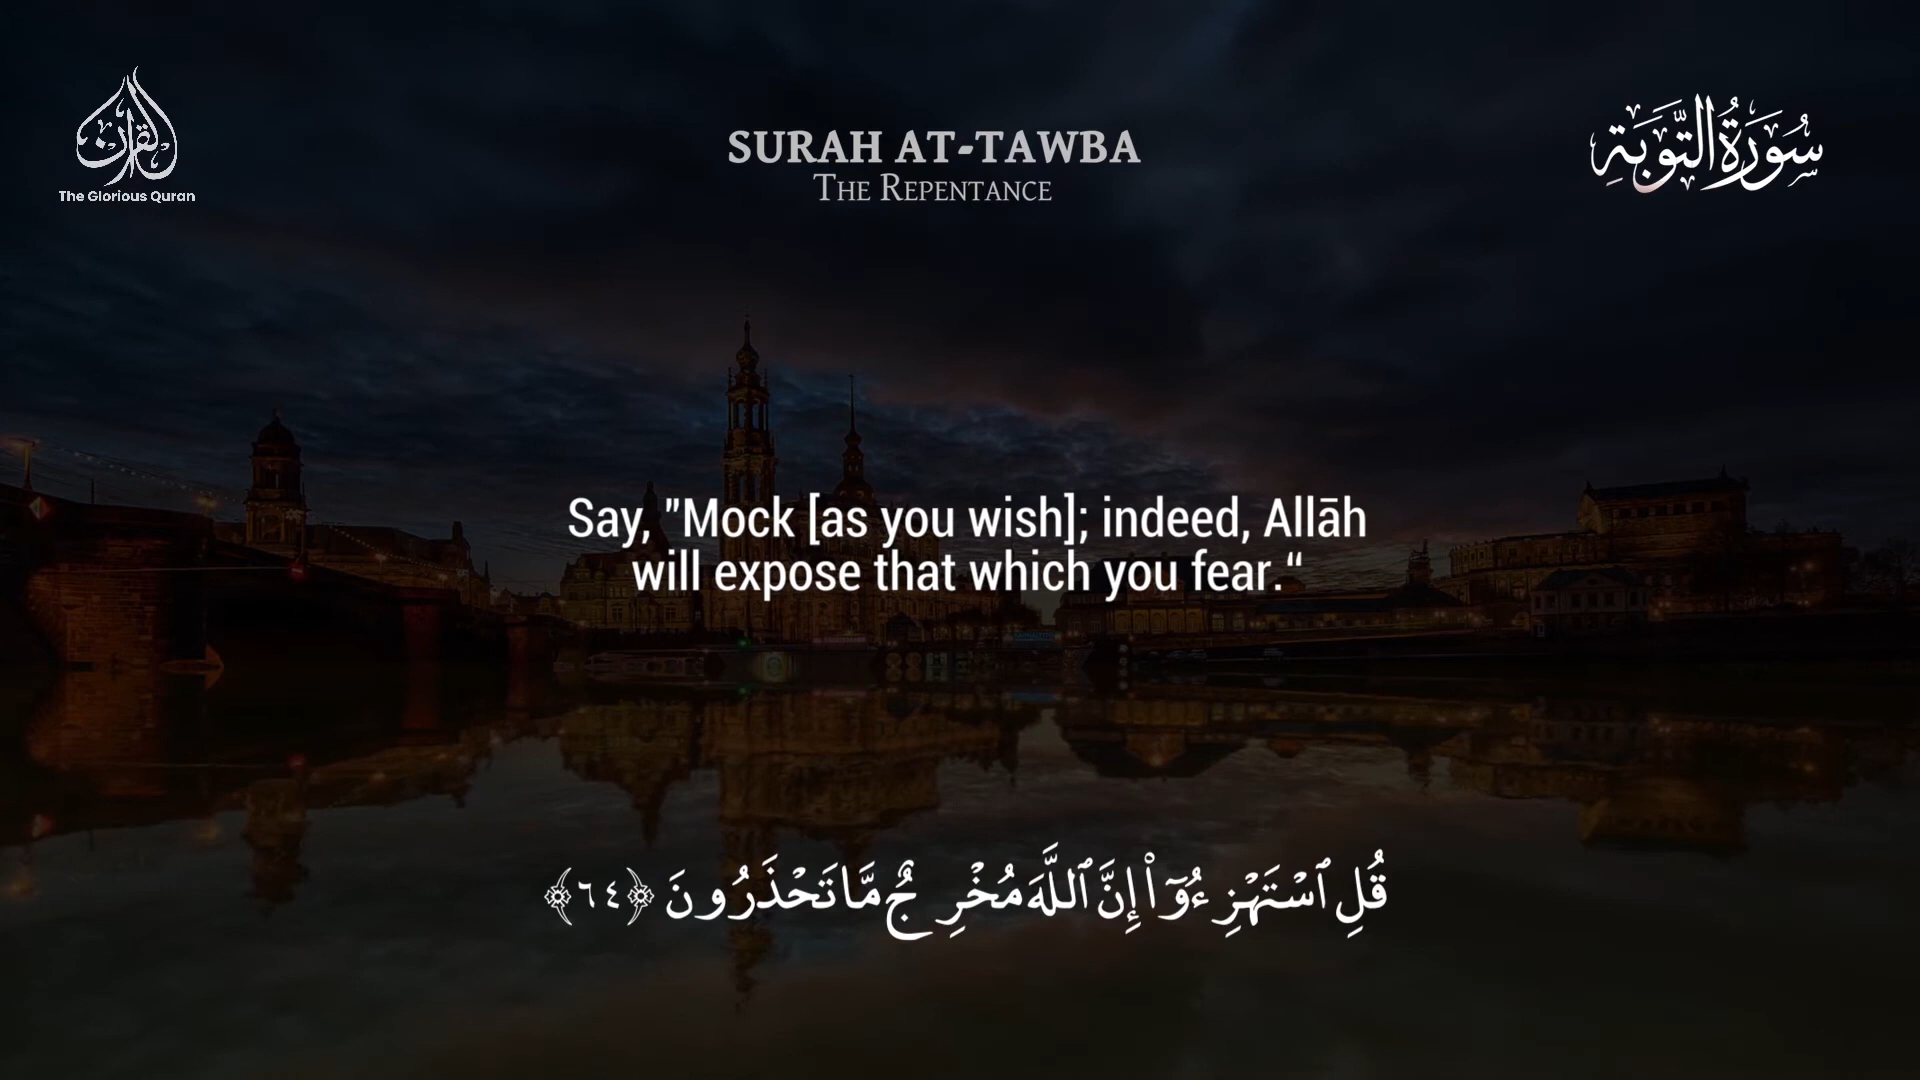 القرآن
The Glorious Quran
SURAH AT-TAWBA
THE REPENTANCE
سُورَةُ التَّوۡبَةِ
Say, "Mock [as you wish]; indeed, Allāh
will expose that which you fear.“
قُلِ ٱسۡتَهۡزِءُوٓاْ إِنَّ ٱللَّهَ مُخۡرِجٞ مَّا تَحۡذَرُونَ ﴿٦٤﴾